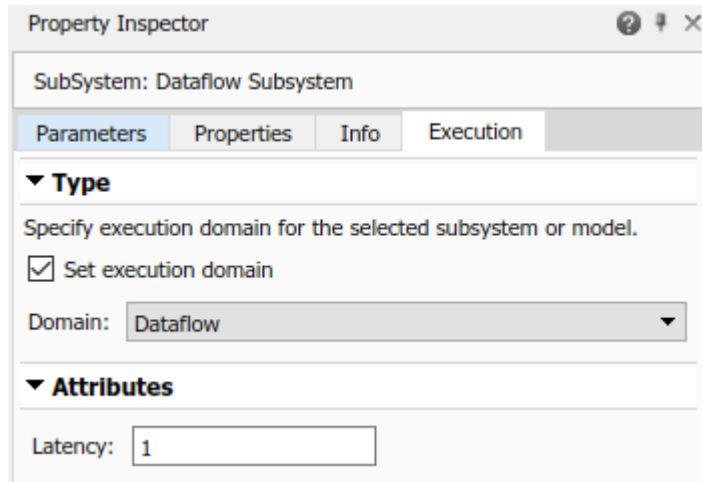 Property Inspector
SubSystem: Dataflow Subsystem
Parameters Properties Info Execution
Type
Specify execution domain for the selected subsystem or model.
Set execution domain
Domain: Dataflow
Attributes
Latency: 1